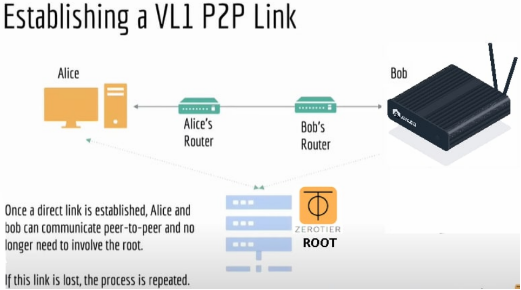 Establishing a VL1 P2P Link
Alice
Bob
Alice's
Router
Bob's
Router
Once a direct link is established, Alice and
bob can communicate peer-to-peer and no
longer need to involve the root.
If this link is lost, the process is repeated.
ZEROTIER
ROOT